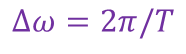 Δω = 2π/T